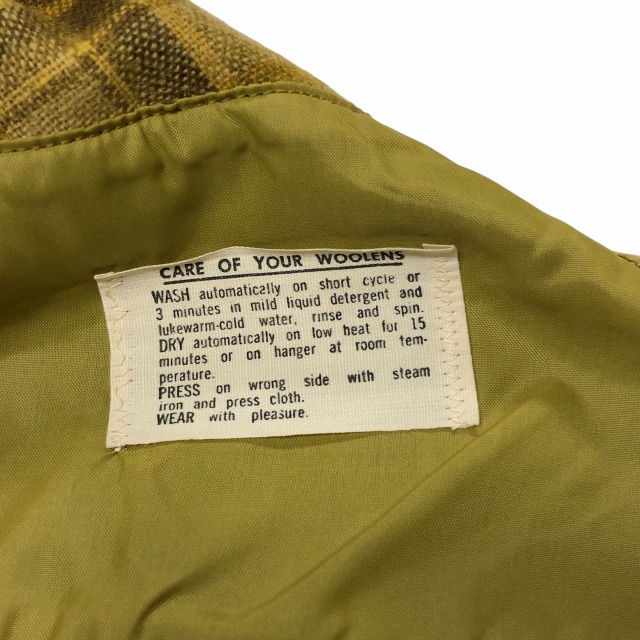 CARE OF YOUR WOOLENS
WASH automatically on short cycle or
3 minutes in mild liquid detergent and
lukewarm-cold water, rinse and spin.
DRY automatically on low heat for 15
minutes or on hanger at room tem-
perature.
PRESS on wrong side with steam
iron and press cloth.
WEAR with pleasure.